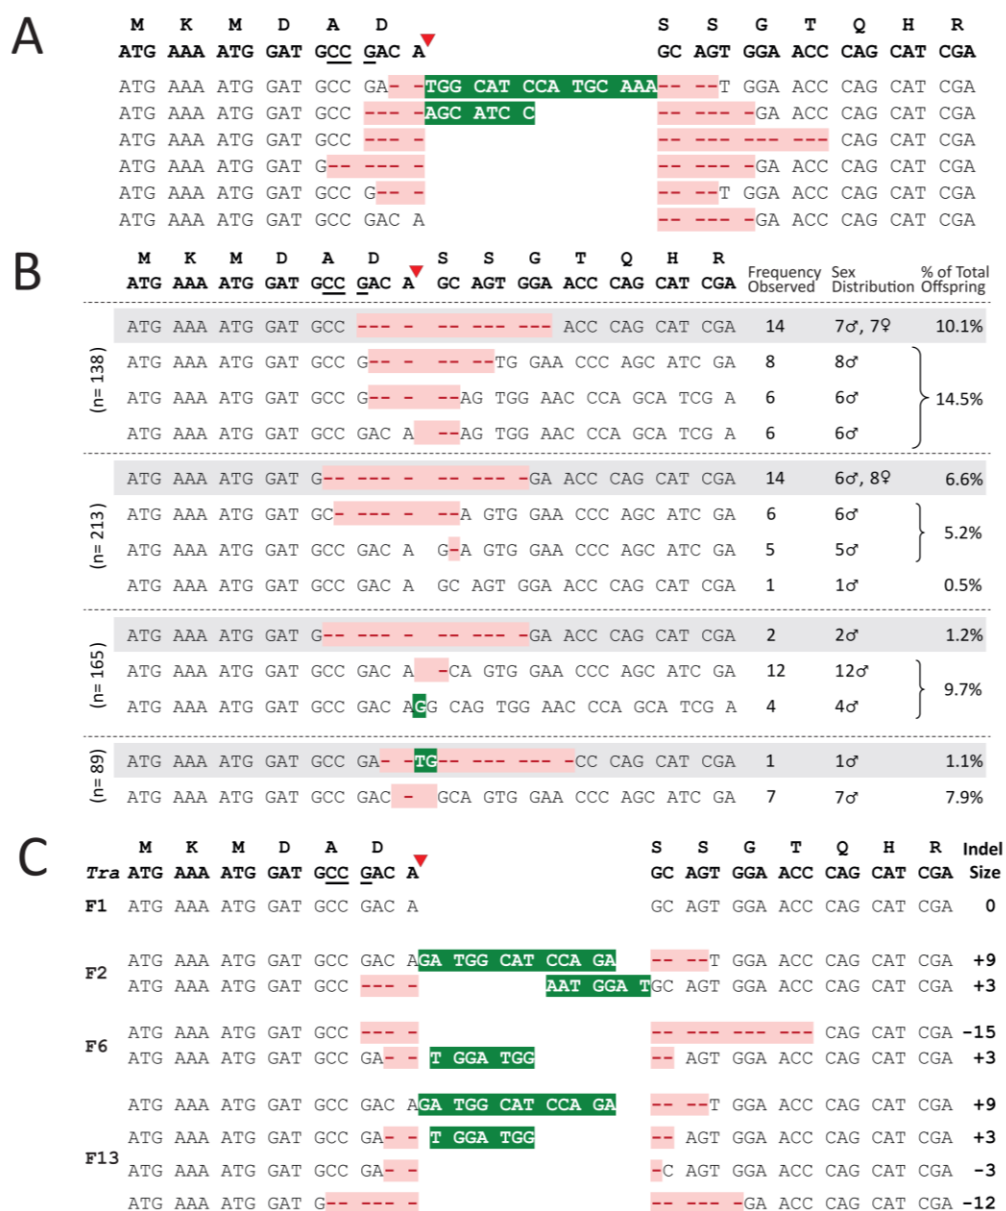 A
M K M D A D S S G T Q H R
ATG AAA ATG GAT GCC GACA GC AGT GGA ACC CAG CAT CGA
ATG AAA ATG GAT GCC GA- -TGG CAT CCA TGC AAA-- --T GGA ACC CAG CAT CGA
ATG AAA ATG GAT GCC --- -AGC ATC C-- --- ---GA ACC CAG CAT CGA
ATG AAA ATG GAT GCC --- - -- --- --- --- CAG CAT CGA
ATG AAA ATG GAT G-- --- - -- --- ---GA ACC CAG CAT CGA
ATG AAA ATG GAT GCC G-- - -- --T GGA ACC CAG CAT CGA
ATG AAA ATG GAT GCC GACA A -- --- ---GA ACC CAG CAT CGA
B
M K M D A D S S G T Q H R
ATG AAA ATG GAT GCC GACA A GC AGT GGA ACC CAG CAT CGA
Frequency Observed
Sex Distribution
% of Total Offspring
(n= 138)
ATG AAA ATG GAT GCC --- - -- --- --- ACC CAG CAT CGA 14 7♂, 7♀ 10.1%
ATG AAA ATG GAT GCC G-- - -- --TG GAA CCC AGC ATC GA 8 8♂
ATG AAA ATG GAT GCC G-- - --AG TGG AAC CCA GCA TCG A 6 6♂ 14.5%
ATG AAA ATG GAT GCC GAC A --AG TGG AAC CCA GCA TCG A 6 6♂
(n= 213)
ATG AAA ATG GAT G-- --- - -- --- --GA ACC CAG CAT CGA 14 6♂, 8♀ 6.6%
ATG AAA ATG GAT GC- --- - --A GTG GAA CCC AGC ATC GA 6 6♂ 5.2%
ATG AAA ATG GAT GCC GAC A G-A GTG GAA CCC AGC ATC GA 5 5♂
ATG AAA ATG GAT GCC GAC A GC AGT GGA ACC CAG CAT CGA 1 1♂ 0.5%
(n= 165)
ATG AAA ATG GAT G-- --- - -- --- --GA ACC CAG CAT CGA 2 2♂ 1.2%
ATG AAA ATG GAT GCC GAC A -CAG TGG AAC CCA GCA TCG A 12 12♂ 9.7%
ATG AAA ATG GAT GCC GAC AGG CAG TGG AAC CCA GCA TCG A 4 4♂
(n= 89)
ATG AAA ATG GAT GCC GA- -TG-- --- --- -CC CAG CAT CGA 1 1♂ 1.1%
ATG AAA ATG GAT GCC GAC - GCA GTG GAA CCC AGC ATC GA 7 7♂ 7.9%
C
M K M D A D S S G T Q H R Indel
Tra ATG AAA ATG GAT GCC GAC A GC AGT GGA ACC CAG CAT CGA Size
F1 ATG AAA ATG GAT GCC GAC A GC AGT GGA ACC CAG CAT CGA 0
F2
ATG AAA ATG GAT GCC GAC AGA TGG CAT CCA GA -- --T GGA ACC CAG CAT CGA +9
ATG AAA ATG GAT GCC --- - AAT GGA TGC AGT GGA ACC CAG CAT CGA +3
F6
ATG AAA ATG GAT GCC --- - -- --- --- --- CAG CAT CGA -15
ATG AAA ATG GAT GCC GA- - T GGA TGG -- AGT GGA ACC CAG CAT CGA +3
F13
ATG AAA ATG GAT GCC GAC AGA TGG CAT CCA GA -- --T GGA ACC CAG CAT CGA +9
ATG AAA ATG GAT GCC GA- - T GGA TGG -- AGT GGA ACC CAG CAT CGA +3
ATG AAA ATG GAT GCC GA- - -C AGT GGA ACC CAG CAT CGA -3
ATG AAA ATG GAT G-- --- - -- --- -GA ACC CAG CAT CGA -12